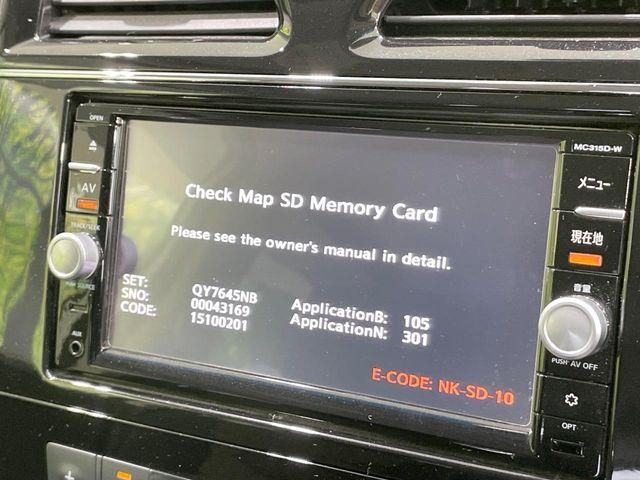 OPEN
MC315D-W
AV
メニュー
TRACK/SEEK
現在地
Check Map SD Memory Card
Please see the owner's manual in detail.
SET: QY7645NB ApplicationB: 105
SNO: 00043169 ApplicationN: 301
CODE: 15100201
E-CODE: NK-SD-10
音量
PUSH AV OFF
AUX
OPT